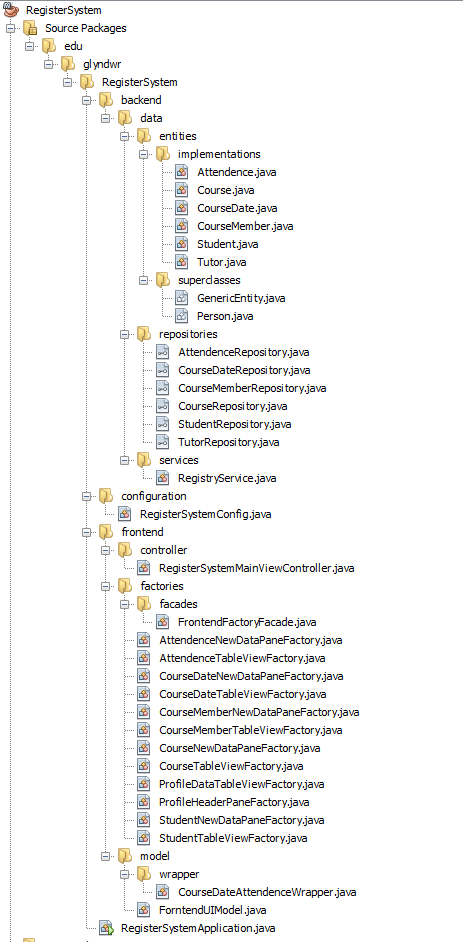 RegisterSystem
Source Packages
edu
glyndwr
RegisterSystem
backend
data
entities
implementations
Attendence.java
Course.java
CourseDate.java
CourseMember.java
Student.java
Tutor.java
superclasses
GenericEntity.java
Person.java
repositories
AttendenceRepository.java
CourseDateRepository.java
CourseMemberRepository.java
CourseRepository.java
StudentRepository.java
TutorRepository.java
services
RegistryService.java
configuration
RegisterSystemConfig.java
frontend
controller
RegisterSystemMainViewController.java
factories
facades
FrontendFactoryFacade.java
AttendenceNewDataPaneFactory.java
AttendenceTableViewFactory.java
CourseDateNewDataPaneFactory.java
CourseDateTableViewFactory.java
CourseMemberNewDataPaneFactory.java
CourseMemberTableViewFactory.java
CourseNewDataPaneFactory.java
CourseTableViewFactory.java
ProfileDataTableViewFactory.java
ProfileHeaderPaneFactory.java
StudentNewDataPaneFactory.java
StudentTableViewFactory.java
model
wrapper
CourseDateAttendenceWrapper.java
ForntendUIModel.java
RegisterSystemApplication.java